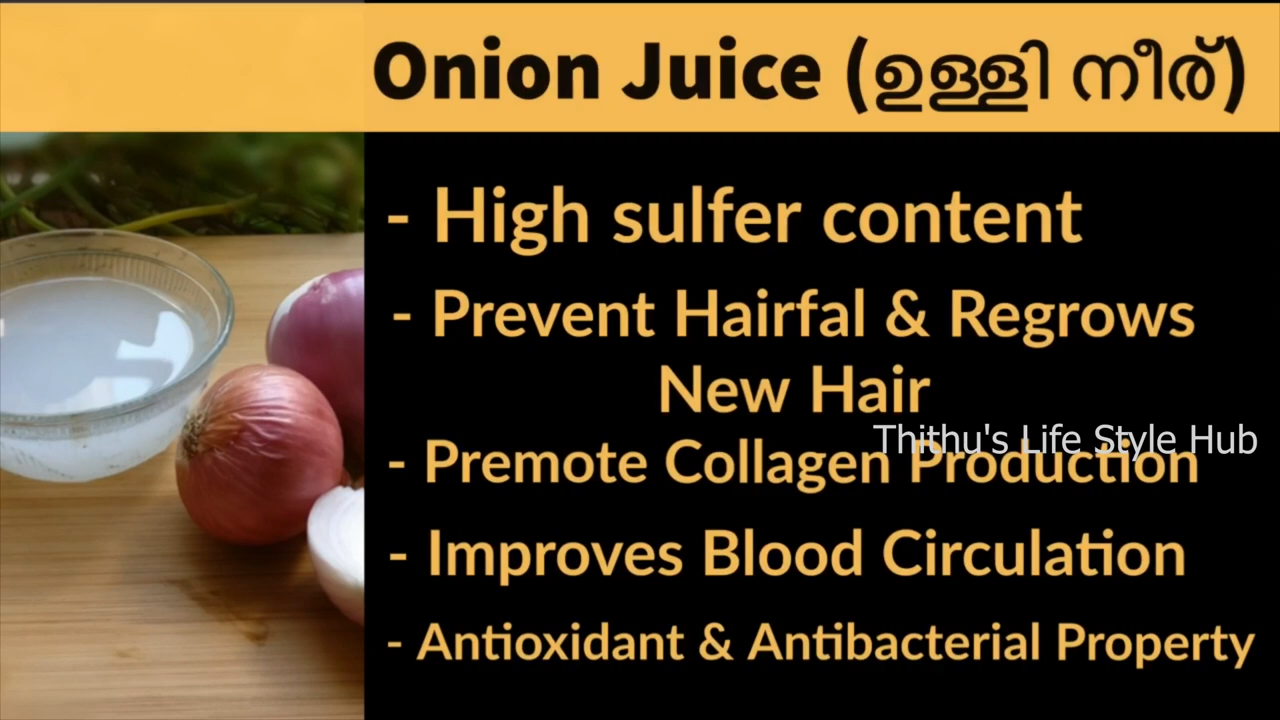 Onion Juice (ഉള്ളി നീര്)
- High sulfer content
- Prevent Hairfal & Regrows
New Hair
Thithu's Life Style Hub
- Premote Collagen Production
- Improves Blood Circulation
- Antioxidant & Antibacterial Property